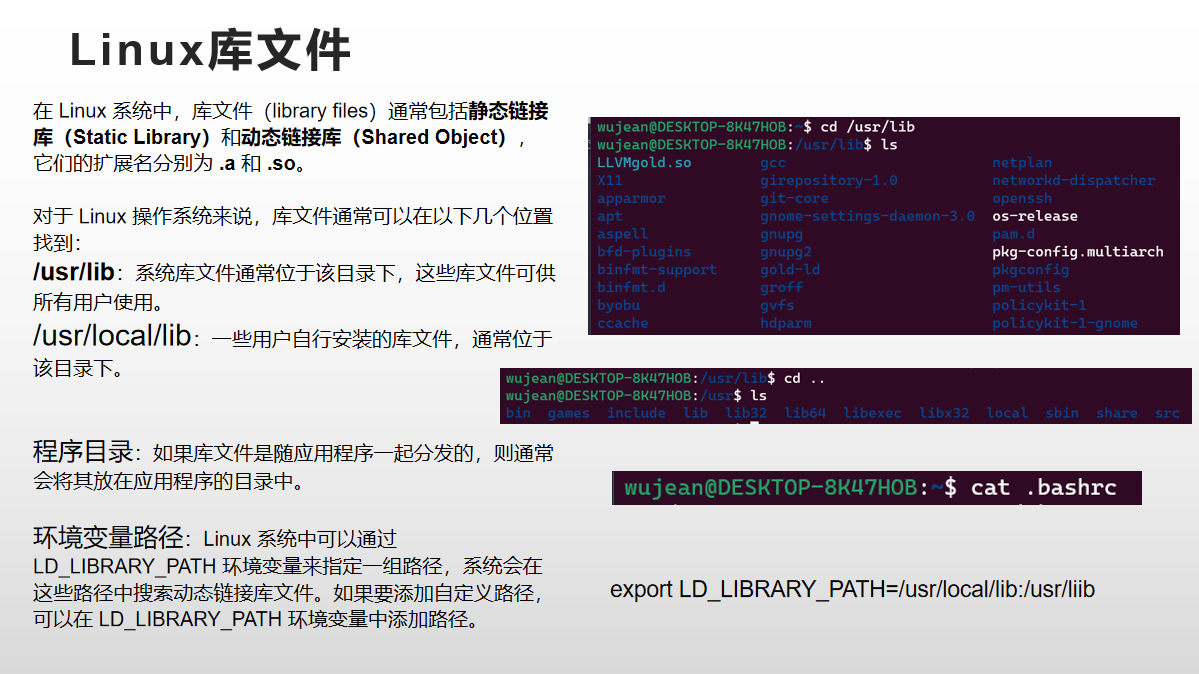 Linux库文件
在 Linux 系统中，库文件（library files）通常包括静态链接
库（Static Library）和动态链接库（Shared Object），
它们的扩展名分别为 .a 和 .so。
对于 Linux 操作系统来说，库文件通常可以在以下几个位置
找到：
/usr/lib：系统库文件通常位于该目录下，这些库文件可供
所有用户使用。
/usr/local/lib：一些用户自行安装的库文件，通常位于
该目录下。
程序目录：如果库文件是随应用程序一起分发的，则通常
会将其放在应用程序的目录中。
环境变量路径：Linux 系统中可以通过
LD_LIBRARY_PATH 环境变量来指定一组路径，系统会在
这些路径中搜索动态链接库文件。如果要添加自定义路径，
可以在 LD_LIBRARY_PATH 环境变量中添加路径。
wujean@DESKTOP-8K47HOB:~$ cd /usr/lib
wujean@DESKTOP-8K47HOB:/usr/lib$ ls
LLVMgold.so gcc netplan
X11 girepository-1.0 networkd-dispatcher
apparmor git-core openssh
apt gnome-settings-daemon-3.0 os-release
aspell gnupg pam.d
bfd-plugins gnupg2 pkg-config.multiarch
binfmt-support gold-ld pkgconfig
binfmt.d groff pm-utils
byobu gvfs policykit-1
ccache hdparm policykit-1-gnome
wujean@DESKTOP-8K47HOB:/usr/lib$ cd ..
wujean@DESKTOP-8K47HOB:/usr$ ls
bin games include lib lib32 lib64 libexec libx32 local sbin share src
wujean@DESKTOP-8K47HOB:~$ cat .bashrc
export LD_LIBRARY_PATH=/usr/local/lib:/usr/liib